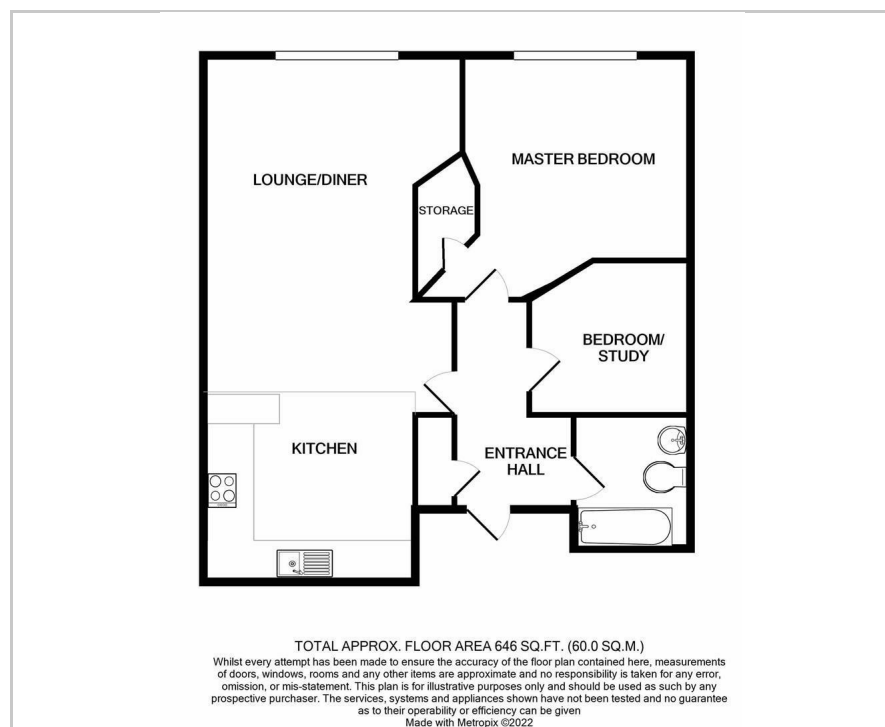 LOUNGE/DINER
MASTER BEDROOM
STORAGE
BEDROOM/
STUDY
KITCHEN
ENTRANCE
HALL
TOTAL APPROX. FLOOR AREA 646 SQ.FT. (60.0 SQ.M.)
Whilst every attempt has been made to ensure the accuracy of the floor plan contained here, measurements
of doors, windows, rooms and any other items are approximate and no responsibility is taken for any error,
omission, or mis-statement. This plan is for illustrative purposes only and should be used as such by any
prospective purchaser. The services, systems and appliances shown have not been tested and no guarantee
as to their operability or efficiency can be given
Made with Metropix ©2022